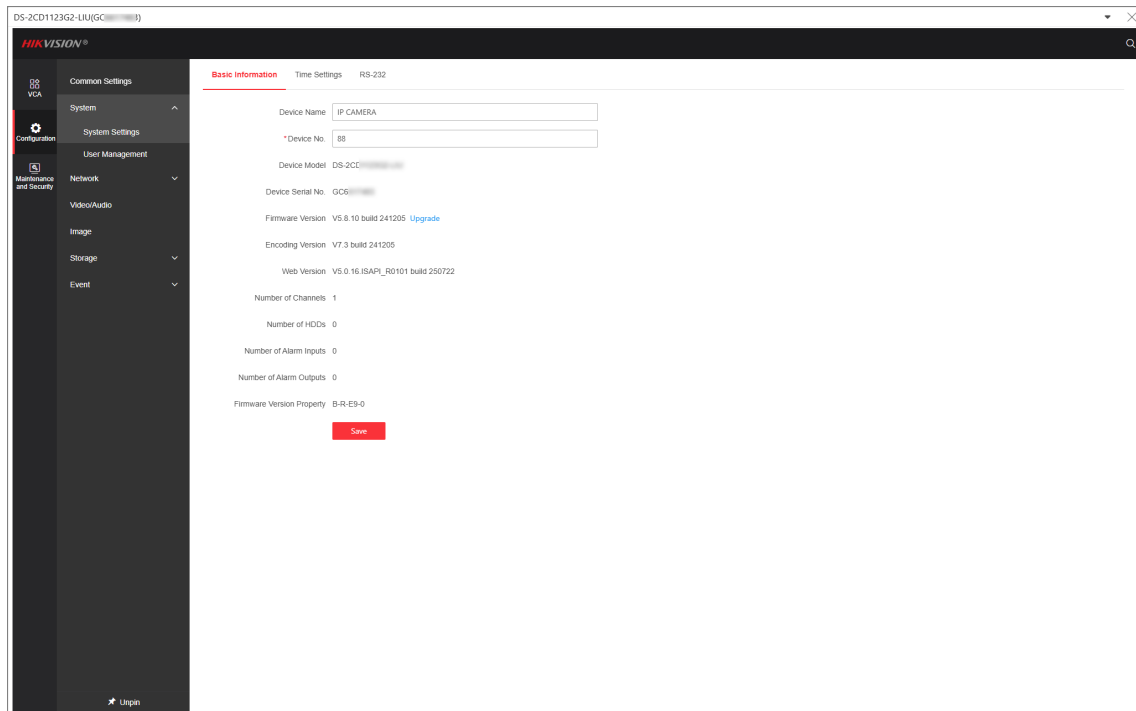 DS-2CD1123G2-LIU(GC
HIKVISION®
VCA
Configuration
Maintenance
and Security
Common Settings
System
System Settings
User Management
Network
Video/Audio
Image
Storage
Event
Unpin
Basic Information Time Settings RS-232
Device Name IP CAMERA
*Device No. 88
Device Model DS-2CD
Device Serial No. GC6
Firmware Version V5.8.10 build 241205 Upgrade
Encoding Version V7.3 build 241205
Web Version V5.0.16.ISAPI_R0101 build 250722
Number of Channels 1
Number of HDDs 0
Number of Alarm Inputs 0
Number of Alarm Outputs 0
Firmware Version Property B-R-E9-0
Save